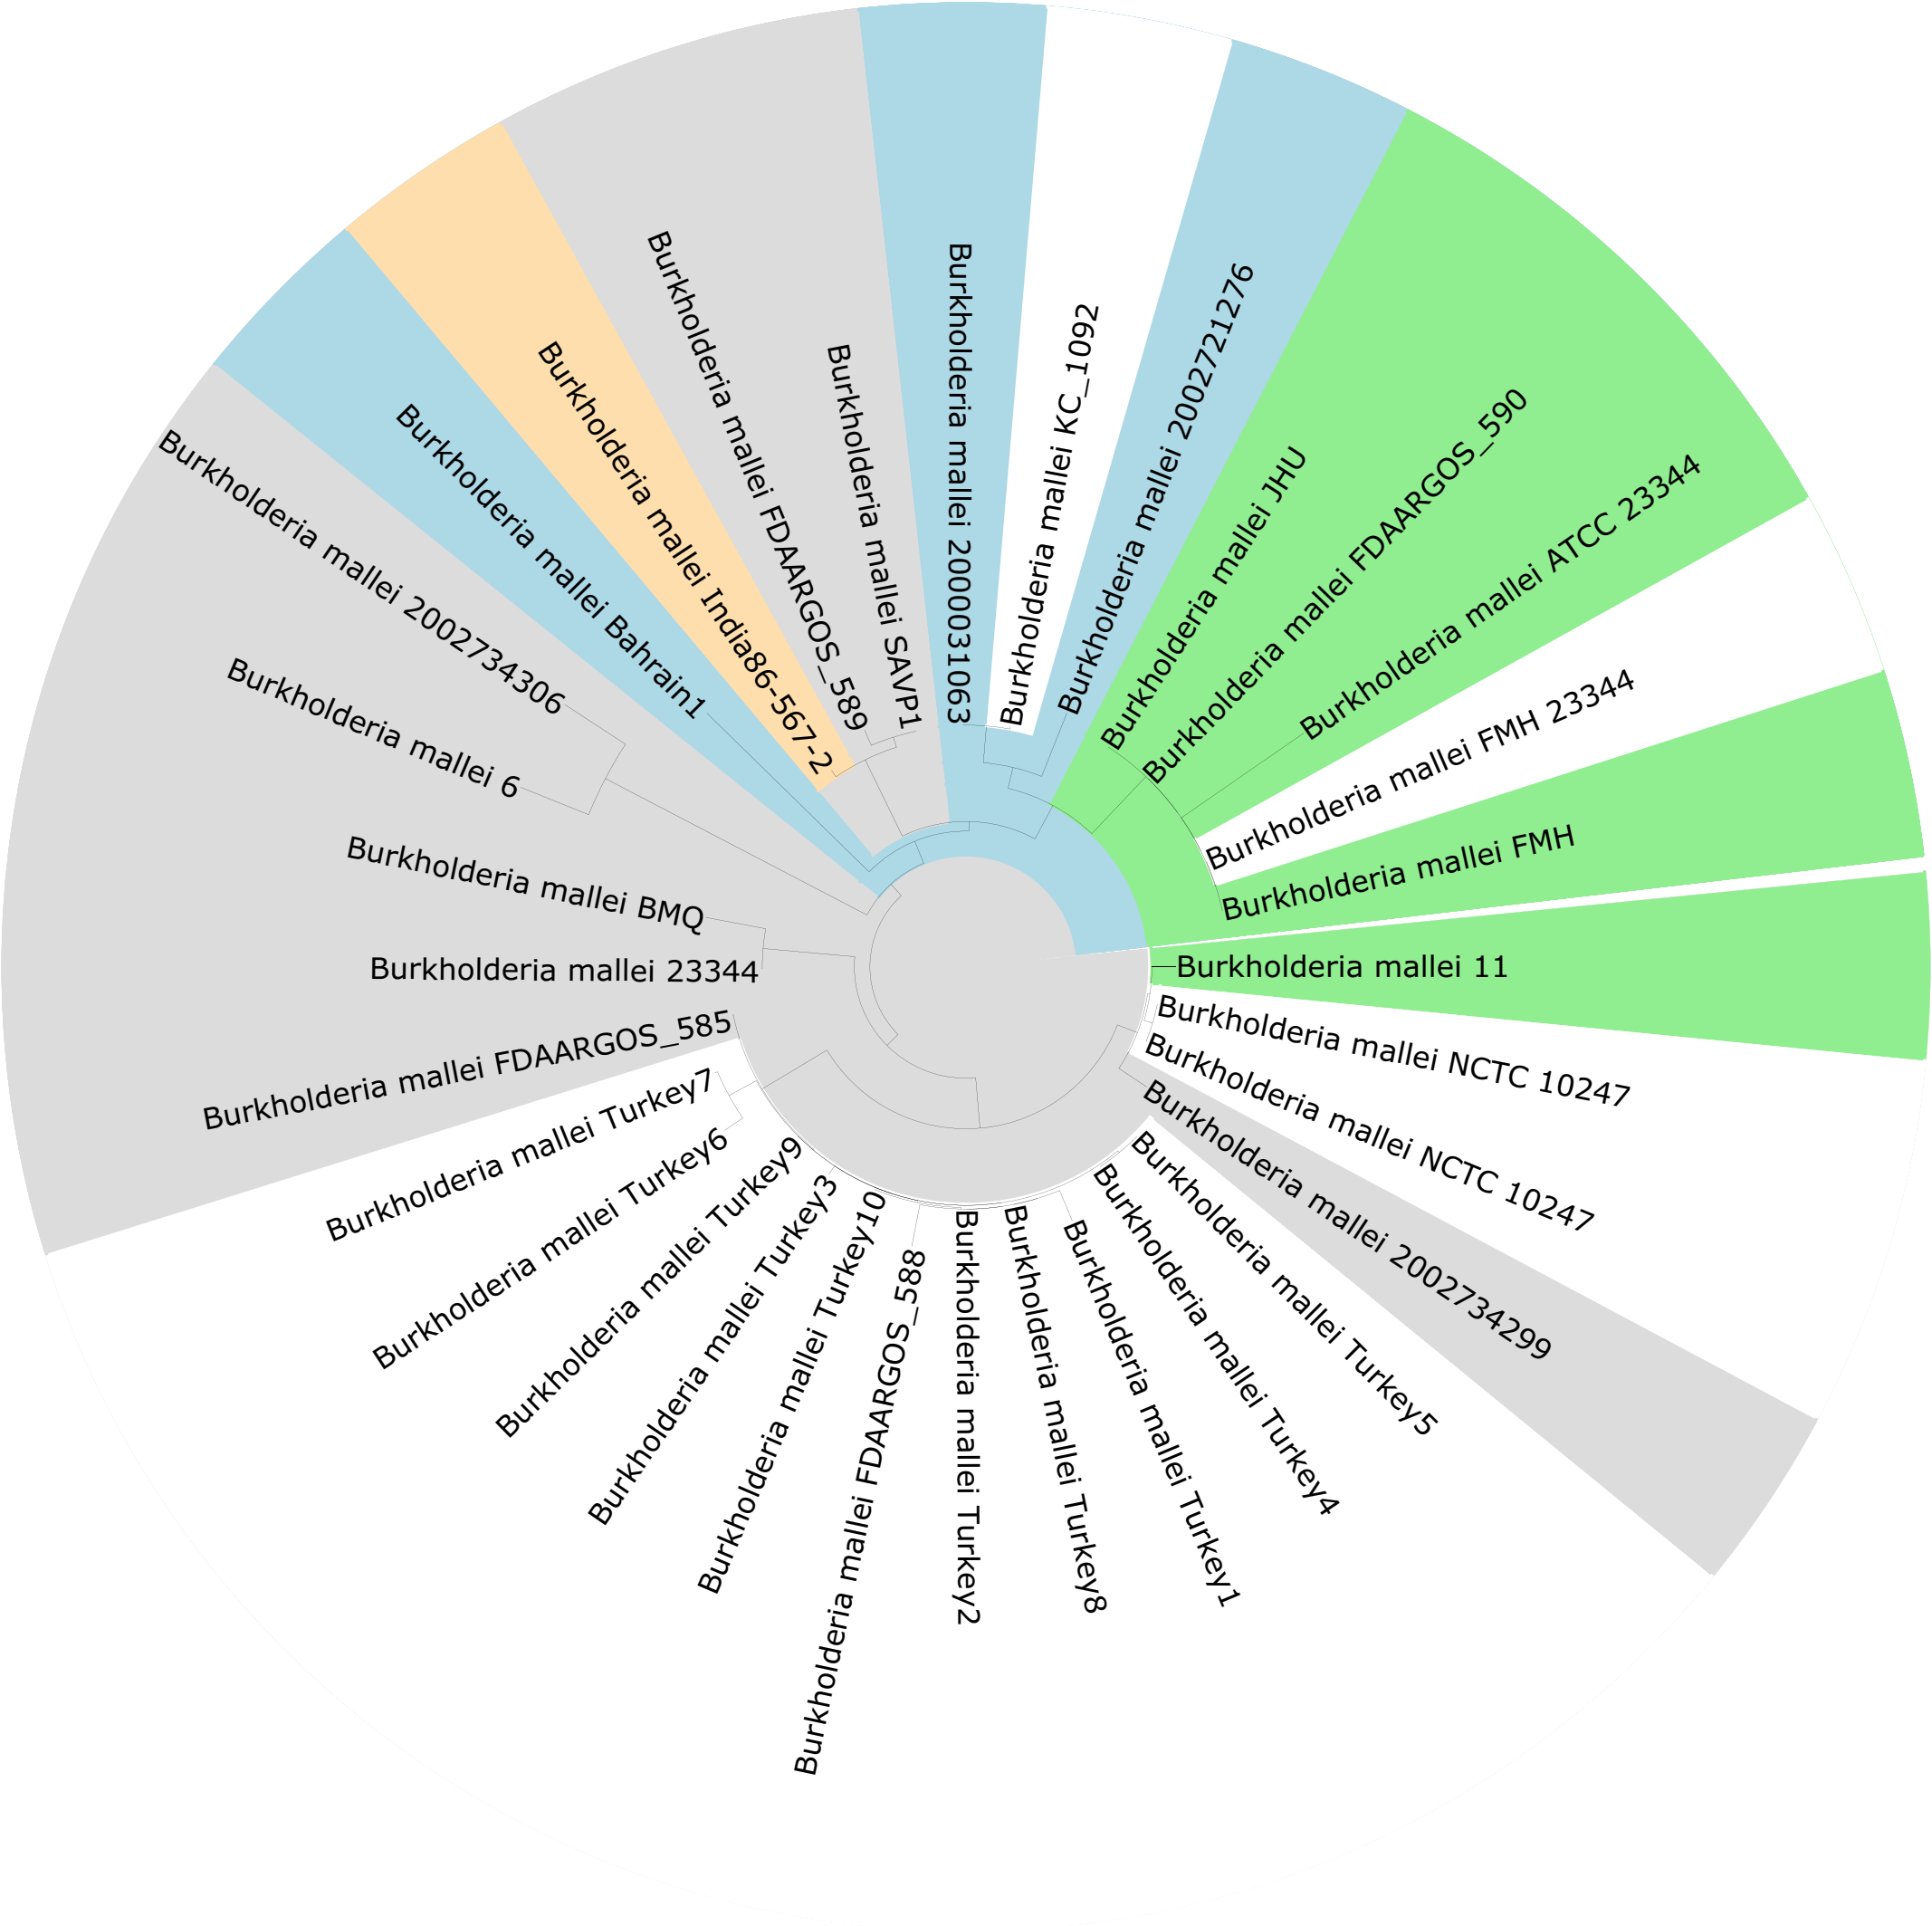 Burkholderia mallei 2000031063
Burkholderia mallei KC_1092
Burkholderia mallei 2002721276
Burkholderia mallei JHU
Burkholderia mallei FDAARGOS_590
Burkholderia mallei ATCC 23344
Burkholderia mallei FMH 23344
Burkholderia mallei FMH
Burkholderia mallei 11
Burkholderia mallei NCTC 10247
Burkholderia mallei NCTC 10247
Burkholderia mallei 2002734299
Burkholderia mallei Turkey5
Burkholderia mallei Turkey4
Burkholderia mallei Turkey1
Burkholderia mallei Turkey8
Burkholderia mallei Turkey2
Burkholderia mallei FDAARGOS_588
Burkholderia mallei Turkey10
Burkholderia mallei Turkey3
Burkholderia mallei Turkey9
Burkholderia mallei Turkey6
Burkholderia mallei Turkey7
Burkholderia mallei FDAARGOS_585
Burkholderia mallei 23344
Burkholderia mallei BMQ
Burkholderia mallei 6
Burkholderia mallei 2002734306
Burkholderia mallei Bahrain1
Burkholderia mallei India86-567-2
Burkholderia mallei FDAARGOS_589
Burkholderia mallei SAVP1